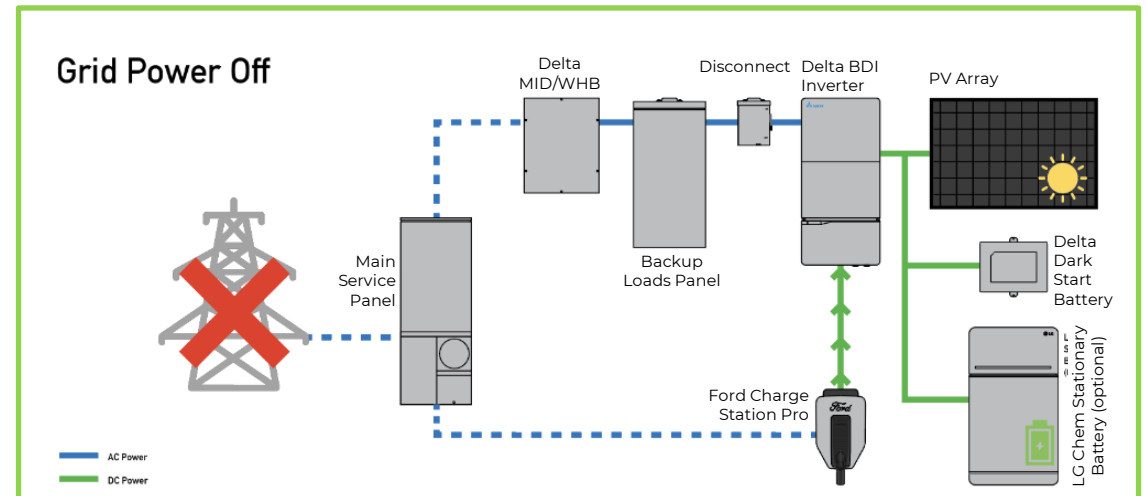 Grid Power Off
Delta
MID/WHB
Disconnect
Delta BDI
Inverter
PV Array
Main
Service
Panel
Backup
Loads Panel
Delta
Dark
Start
Battery
Ford Charge
Station Pro
Ford
LG
LG Chem Stationary
Battery (optional)
AC Power
DC Power